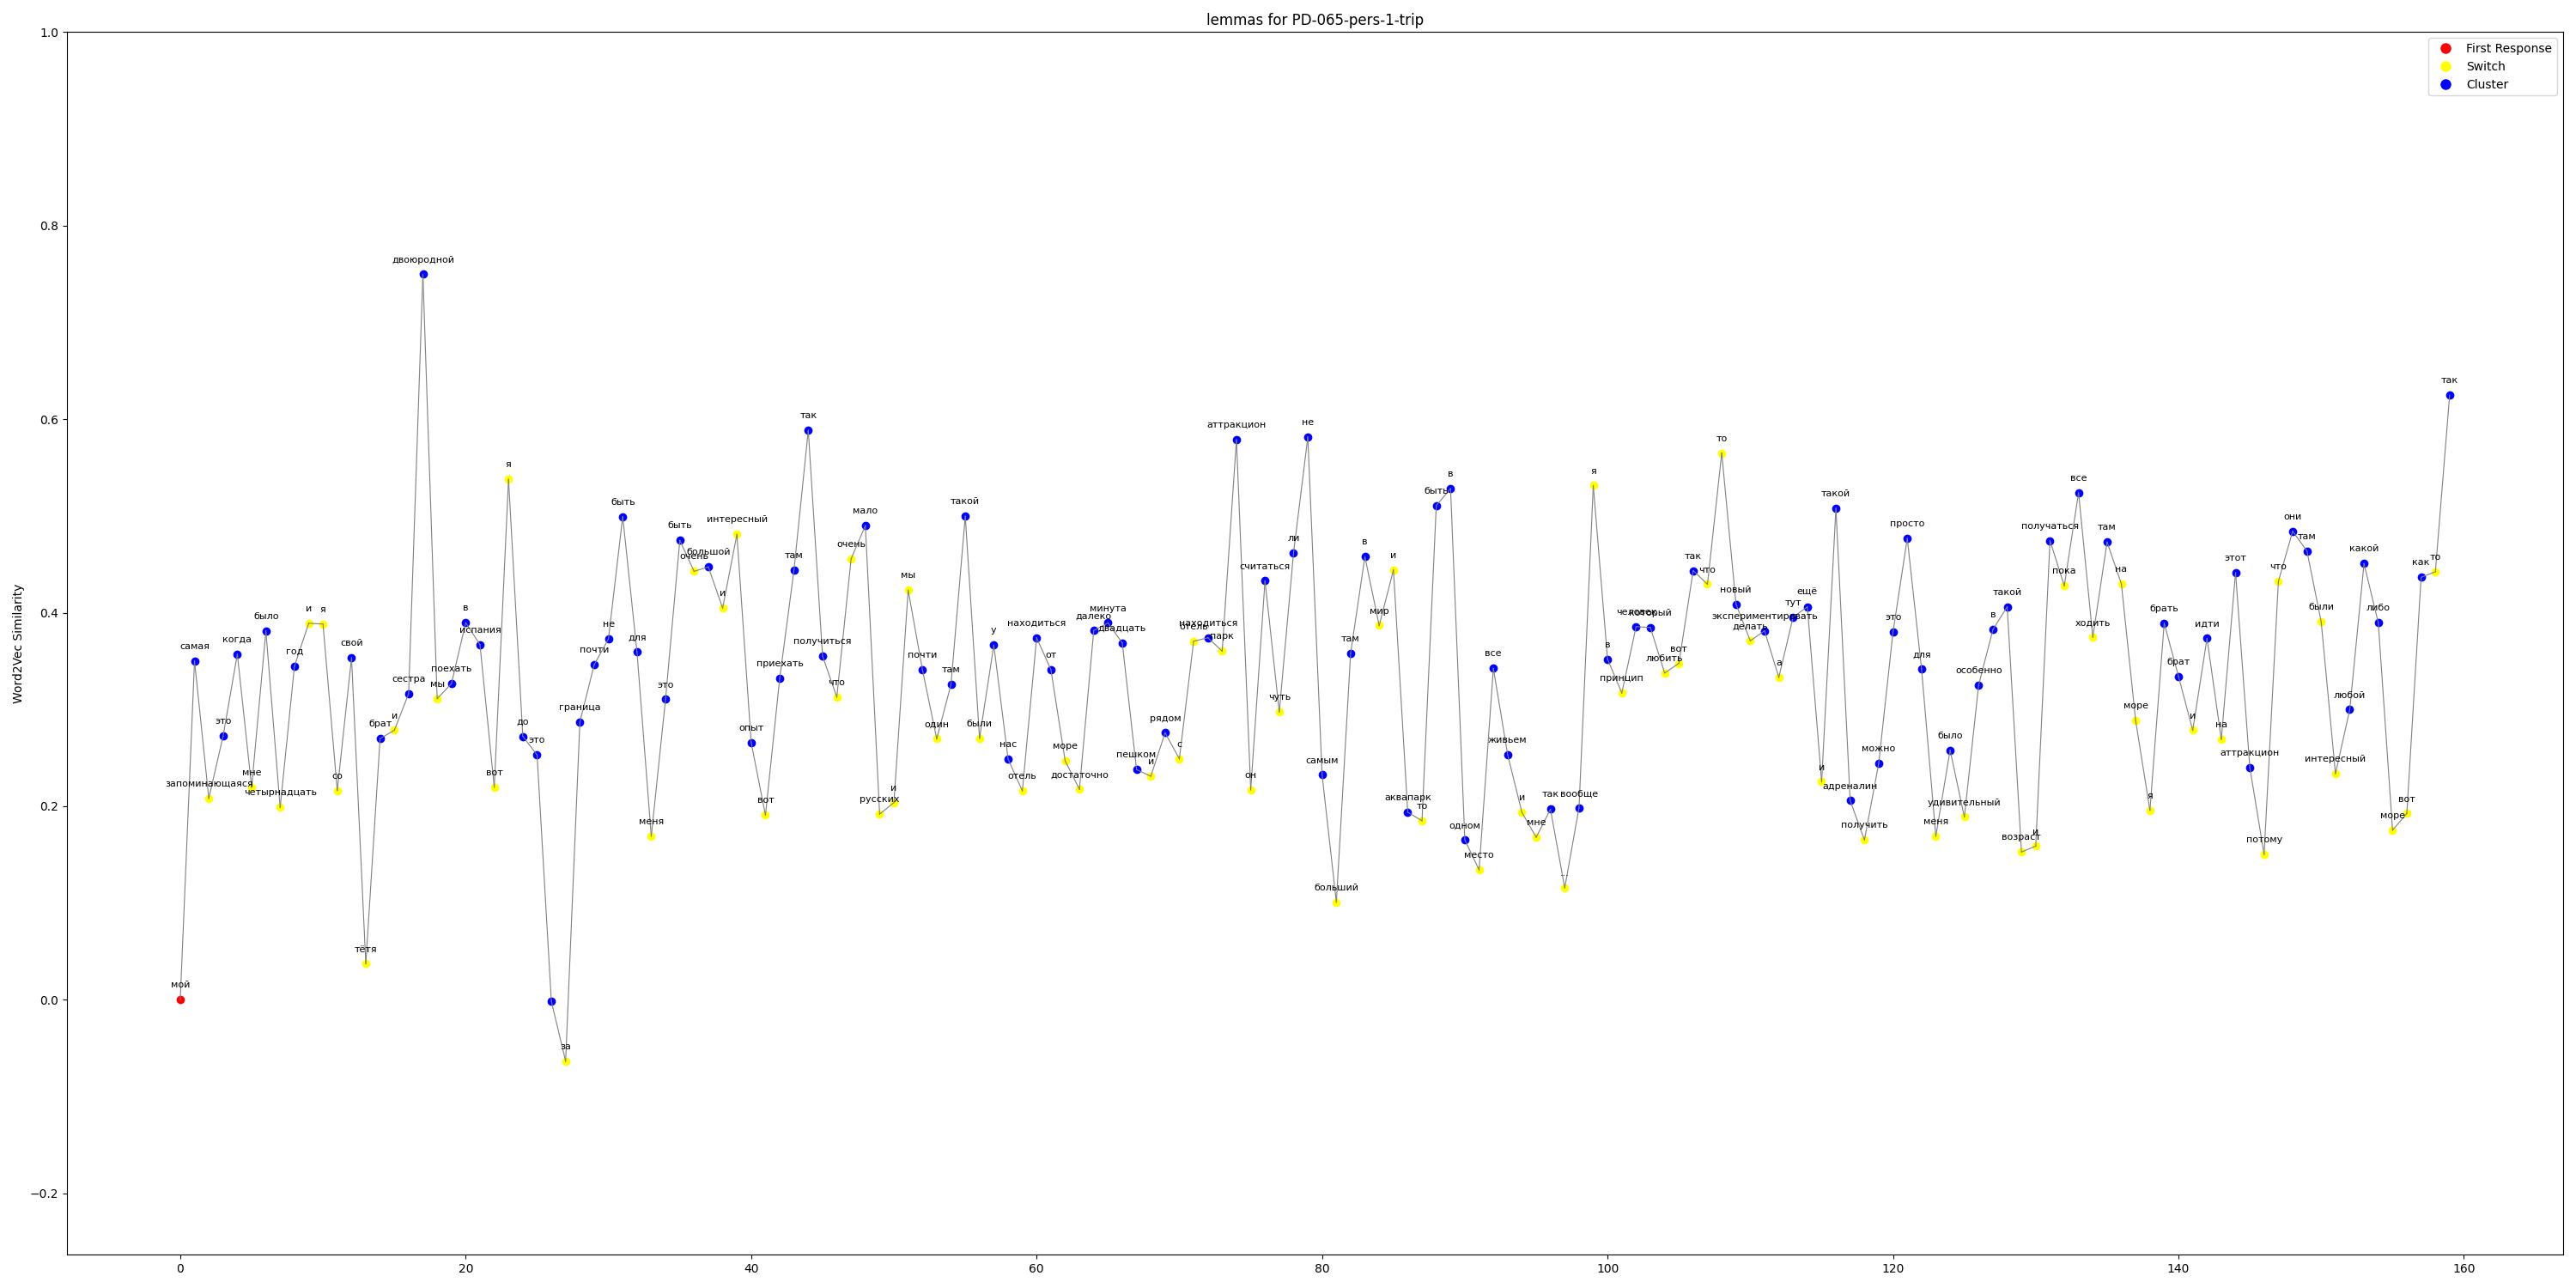 lemmas for PD-065-pers-1-trip
First Response
Switch
Cluster
Word2Vec Similarity
1.0
0.8
0.6
0.4
0.2
0.0
−0.2
0
20
40
60
80
100
120
140
160
мой
самая
запоминающаяся
это
когда
мне
было
четырнадцать
год
и
я
со
свой
тётя
брат
и
сестра
двоюродной
мы
поехать
в
испания
вот
я
до
это
за
граница
почти
не
быть
для
меня
это
быть
очень
большой
и
интересный
опыт
вот
приехать
там
так
получиться
что
очень
мало
русских
и
мы
почти
один
там
такой
были
у
нас
отель
находиться
от
море
достаточно
далеко
минута
двадцать
пешком
и
рядом
с
отель
находиться
парк
аттракцион
он
считаться
чуть
ли
не
самым
больший
там
в
мир
и
аквапарк
то
быть
в
одном
место
все
живьем
и
мне
так
...
вообще
я
в
принцип
человек
который
любить
вот
так
что
то
новый
делать
экспериментировать
а
тут
ещё
и
такой
адреналин
получить
можно
это
просто
для
меня
было
удивительный
особенно
в
такой
возраст
и
получаться
пока
все
ходить
там
на
море
я
брать
брат
и
идти
на
этот
аттракцион
потому
что
они
там
были
интересный
любой
какой
либо
море
вот
как
то
так